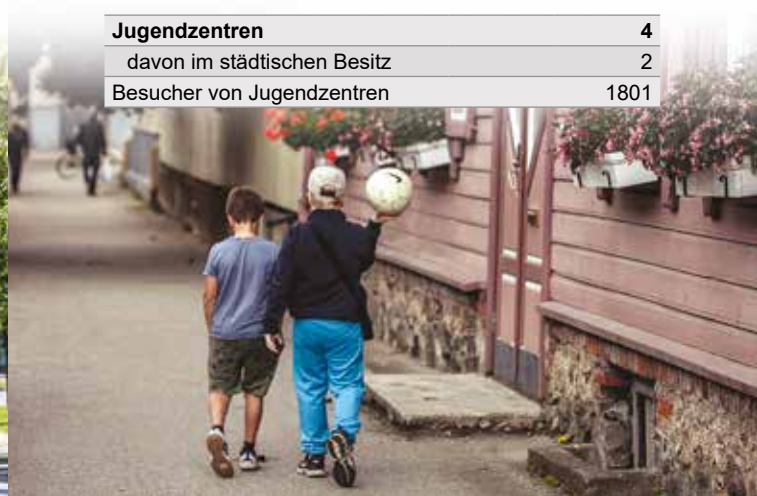 Jugendzentren 4
davon im städtischen Besitz 2
Besucher von Jugendzentren 1801